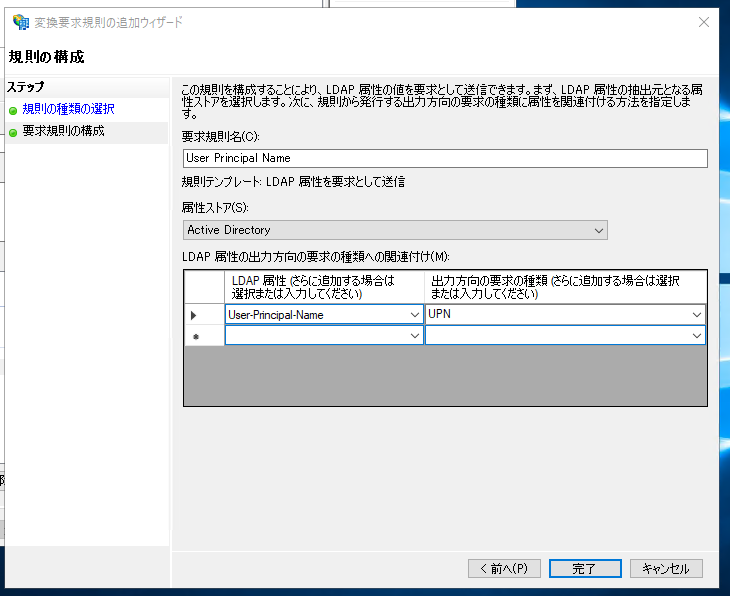 変換要求規則の追加ウィザード
規則の構成
ステップ
規則の種類の選択
要求規則の構成
この規則を構成することにより、LDAP 属性の値を要求として送信できます。まず、LDAP 属性の抽出元となる属
性ストアを選択します。次に、規則から発行する出力方向の要求の種類に属性を関連付ける方法を指定しま
す。
要求規則名(C):
User Principal Name
規則テンプレート: LDAP 属性を要求として送信
属性ストア(S):
Active Directory
LDAP 属性の出力方向の要求の種類への関連付け(M):
LDAP 属性 (さらに追加する場合は
選択または入力してください)
出力方向の要求の種類 (さらに追加する場合は選択
または入力してください)
User-Principal-Name
UPN
< 前へ(P)
完了
キャンセル